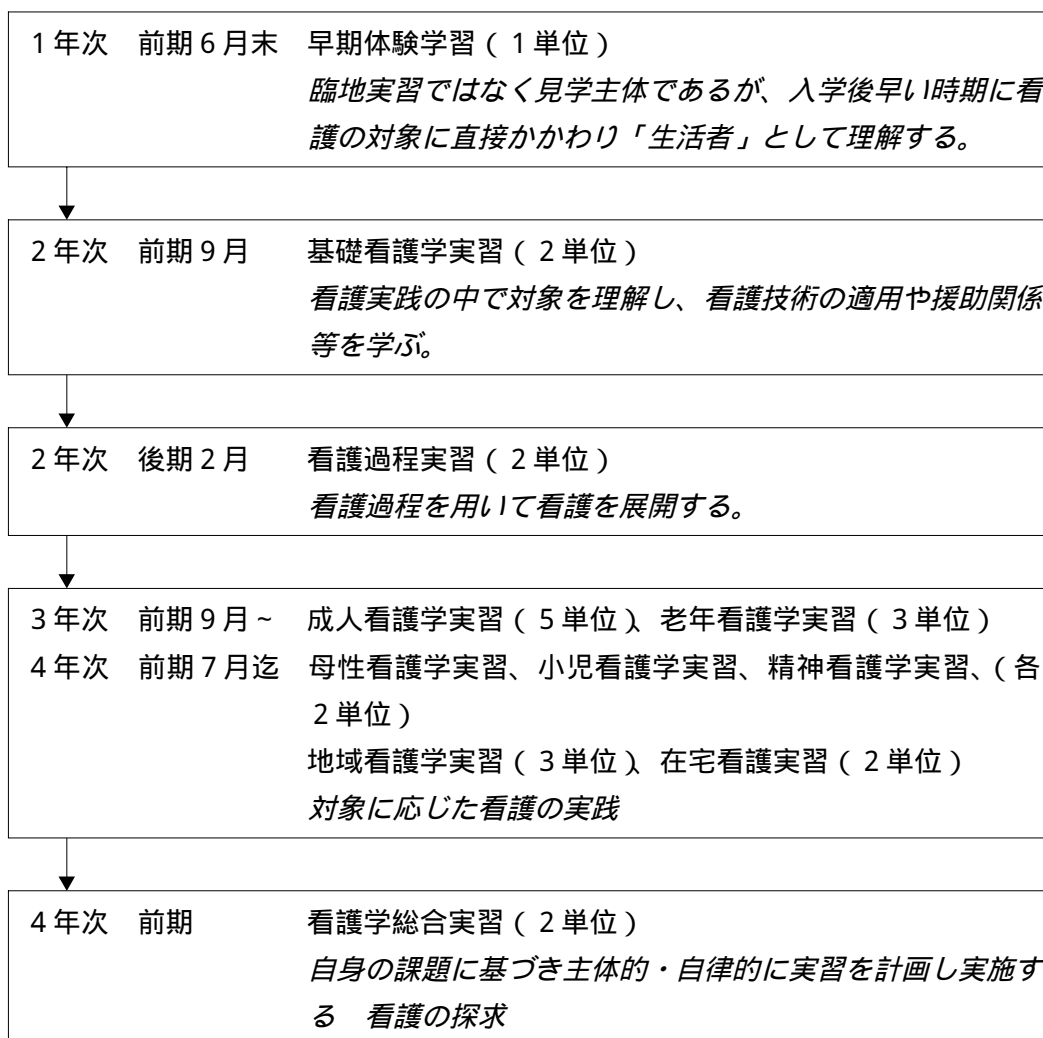 1年次　前期6月末　早期体験学習（1単位）
臨地実習ではなく見学主体であるが、入学後早い時期に看
護の対象に直接かかわり「生活者」として理解する。
2年次　前期9月　基礎看護学実習（2単位）
看護実践の中で対象を理解し、看護技術の適用や援助関係
等を学ぶ。
2年次　後期2月　看護過程実習（2単位）
看護過程を用いて看護を展開する。
3年次　前期9月~　成人看護学実習（5単位）、老年看護学実習（3単位）
4年次　前期7月迄　母性看護学実習、小児看護学実習、精神看護学実習、（各
2単位）
地域看護学実習（3単位）、在宅看護実習（2単位）
対象に応じた看護の実践
4年次　前期　看護学総合実習（2単位）
自身の課題に基づき主体的・自律的に実習を計画し実施す
る　看護の探求